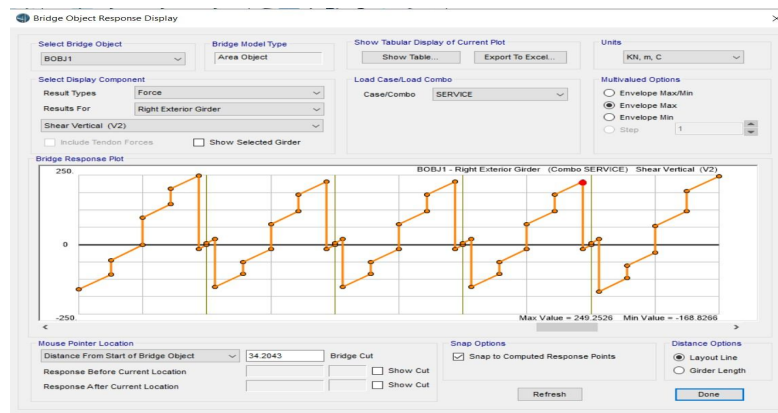 Bridge Object Response Display
Select Bridge Object
BOBJ1
Bridge Model Type
Area Object
Show Tabular Display of Current Plot
Show Table...
Export To Excel...
Units
KN, m, C
Select Display Component
Result Types
Force
Results For
Right Exterior Girder
Shear Vertical (V2)
Include Tendon Forces
Show Selected Girder
Load Case/Load Combo
Case/Combo
SERVICE
Multivalued Options
Envelope Max/Min
Envelope Max
Envelope Min
Step
1
Bridge Response Plot
250.
BOBJ1 - Right Exterior Girder (Combo SERVICE) Shear Vertical (V2)
0
-250.
Max Value = 249.2526 Min Value = -168.8266
Mouse Pointer Location
Distance From Start of Bridge Object
34.2043
Bridge Cut
Response Before Current Location
Show Cut
Response After Current Location
Show Cut
Snap Options
Snap to Computed Response Points
Distance Options
Layout Line
Girder Length
Refresh
Done